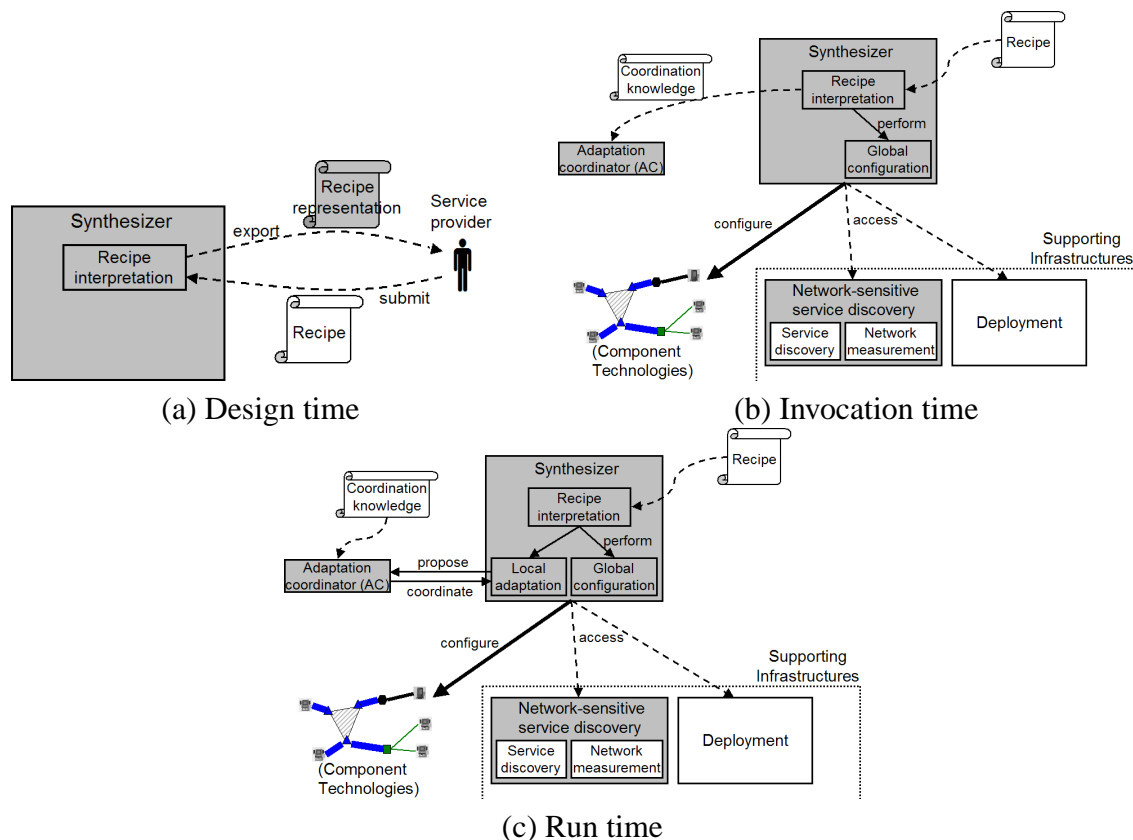 Recipe
representation
Service
provider
Synthesizer
export
Recipe
interpretation
submit
Recipe
(a) Design time
Synthesizer
Recipe
Coordination
knowledge
Recipe
interpretation
perform
Adaptation
coordinator (AC)
Global
configuration
configure
access
Supporting
Infrastructures
Network-sensitive
service discovery
Service
discovery
Network
measurement
Deployment
(Component
Technologies)
(b) Invocation time
Synthesizer
Recipe
Coordination
knowledge
Recipe
interpretation
perform
propose
Adaptation
coordinator (AC)
coordinate
Local
adaptation
Global
configuration
configure
access
Supporting
Infrastructures
Network-sensitive
service discovery
Service
discovery
Network
measurement
Deployment
(Component
Technologies)
(c) Run time